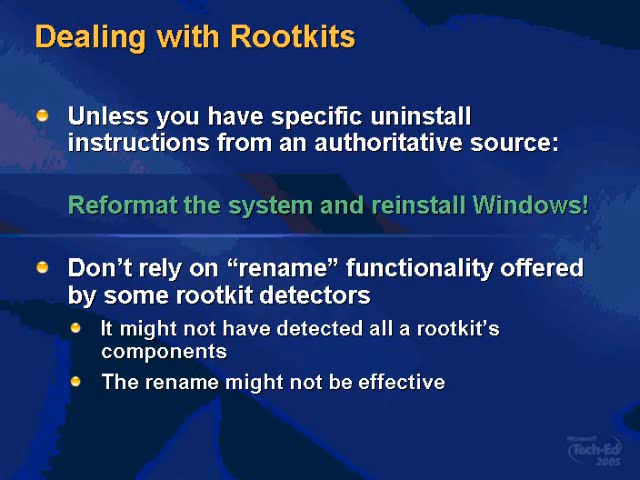 Dealing with Rootkits
Unless you have specific uninstall
instructions from an authoritative source:
Reformat the system and reinstall Windows!
Don't rely on “rename” functionality offered
by some rootkit detectors
It might not have detected all a rootkit's
components
The rename might not be effective
Microsoft
Tech·Ed
2005